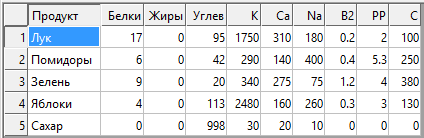 Продукт Белки Жиры Углев K Ca Na B2 PP C
1 Лук 17 0 95 1750 310 180 0.2 2 100
2 Помидоры 6 0 42 290 140 400 0.4 5.3 250
3 Зелень 9 0 20 340 275 75 1.2 4 380
4 Яблоки 4 0 113 2480 160 260 0.3 3 130
5 Сахар 0 0 998 30 20 10 0 0 0